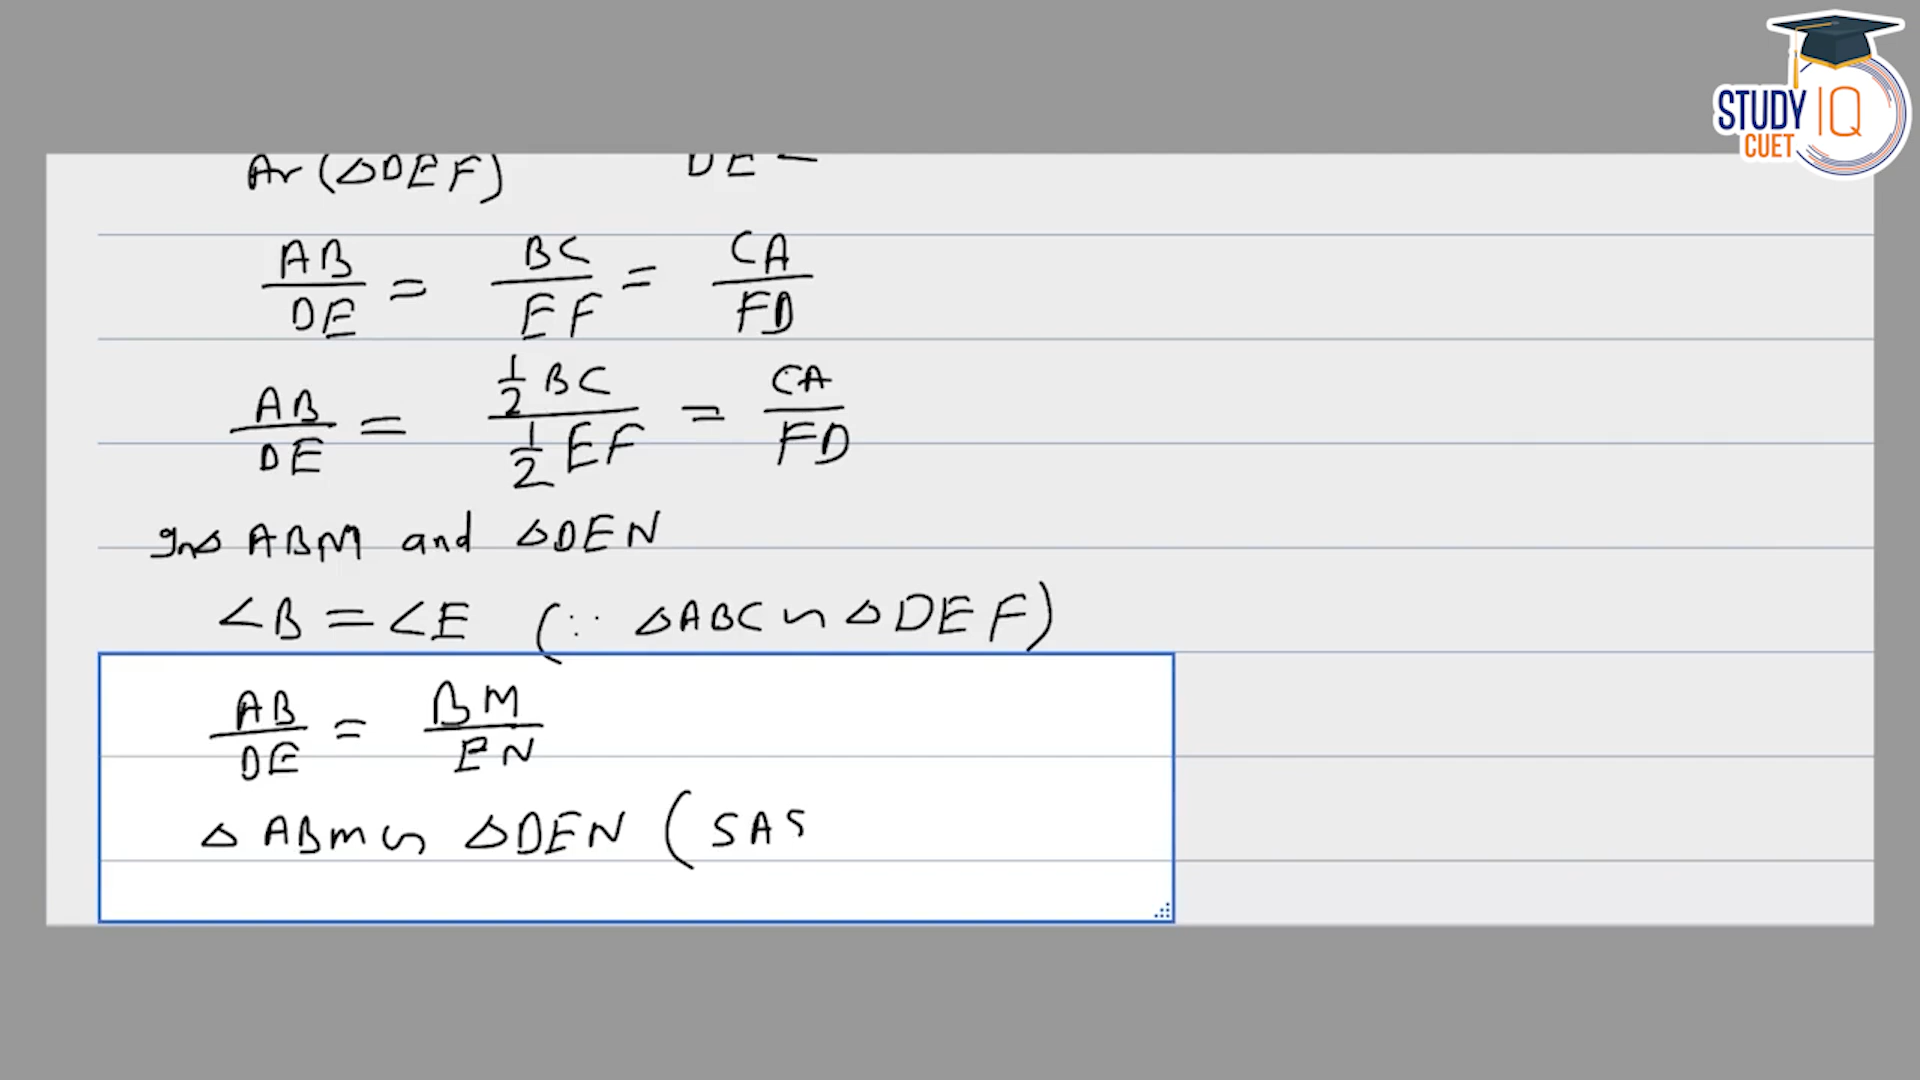 STUDY IQ
CUET
Ar (△DEF) DE²
AB/DE = BC/EF = CA/FD
AB/DE = ½BC/½EF = CA/FD
In△ ABM and △DEN
∠B = ∠E (∵ △ABC ∽ △DEF)
AB/DE = BM/EN
△ ABM ∽ △DEN (SAS